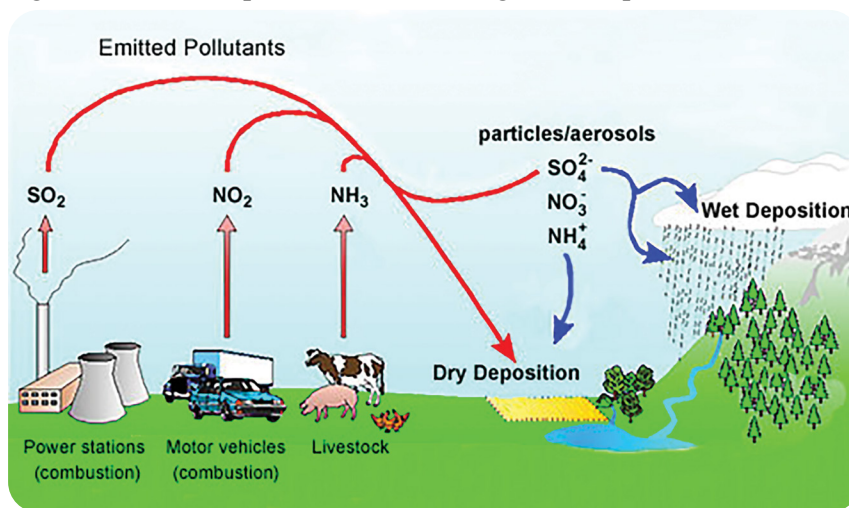 Emitted Pollutants
particles/aerosols
SO₄²⁻
SO₂
NO₂
NH₃
NO₃⁻
Wet Deposition
NH₄⁺
Dry Deposition
Power stations
(combustion)
Motor vehicles
(combustion)
Livestock